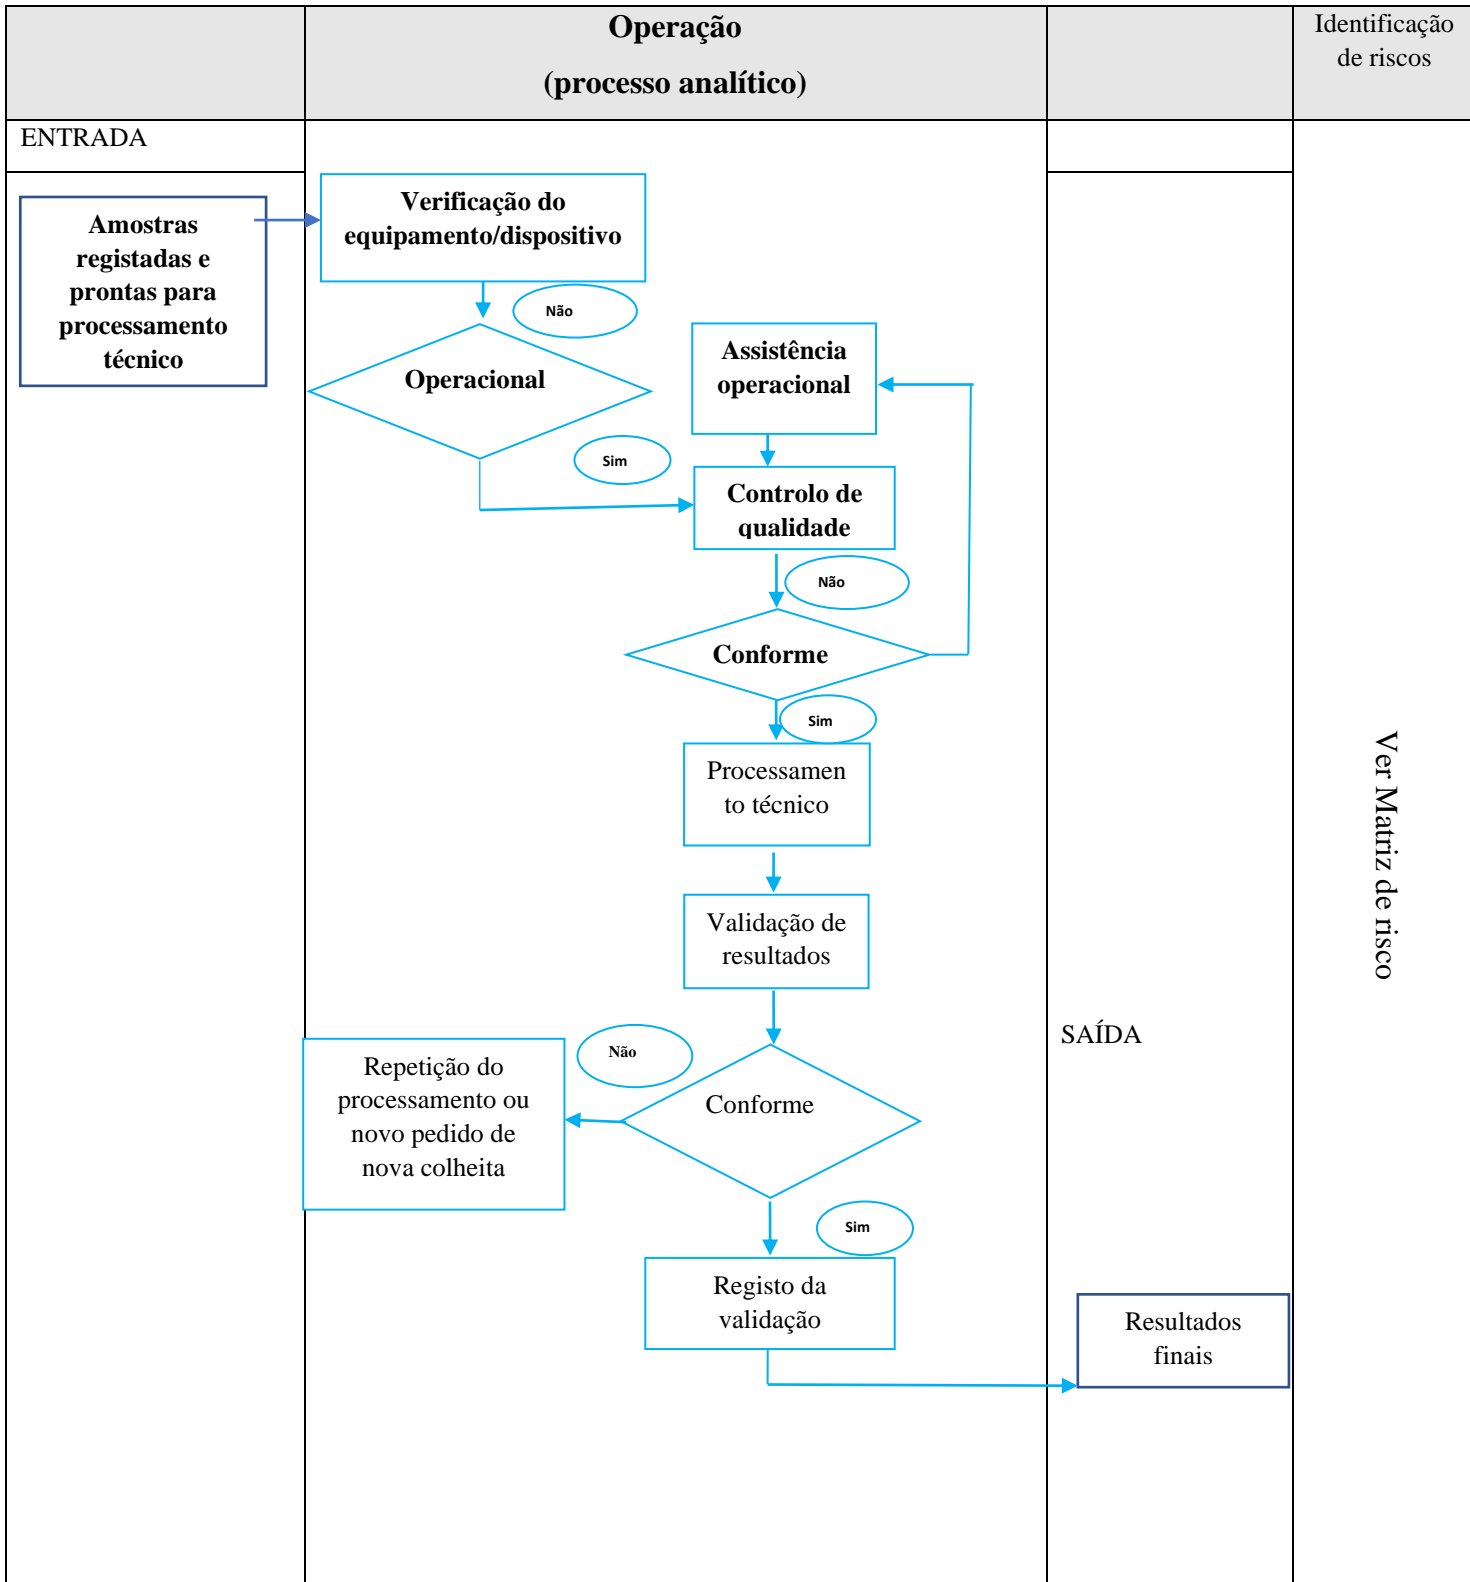 Operação
(processo analítico)
Identificação
de riscos
ENTRADA
Amostras
registadas e
prontas para
processamento
técnico
Verificação do
equipamento/dispositivo
Não
Operacional
Assistência
operacional
Sim
Controlo de
qualidade
Não
Conforme
Sim
Processamen
to técnico
Validação de
resultados
Não
Repetição do
processamento ou
novo pedido de
nova colheita
Conforme
Sim
Registo da
validação
SAÍDA
Resultados
finais
Ver Matriz de risco